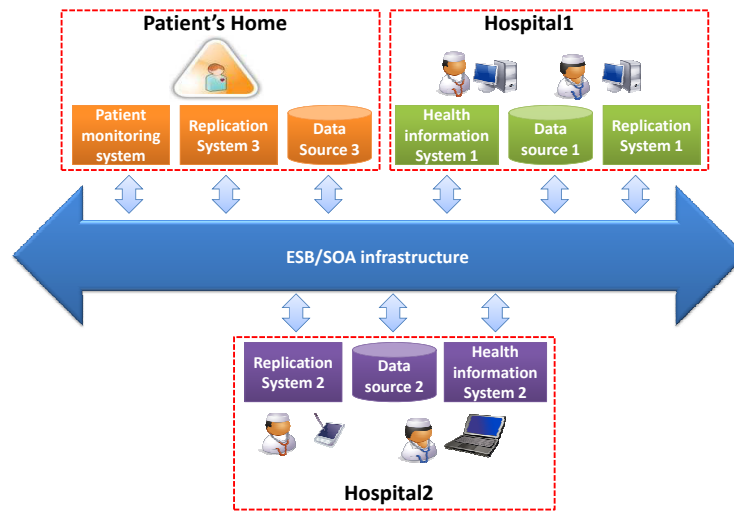 Patient's Home
Hospital1
Patient
monitoring
system
Replication
System 3
Data
Source 3
Health
information
System 1
Data
source 1
Replication
System 1
ESB/SOA infrastructure
Replication
System 2
Data
source 2
Health
information
System 2
Hospital2